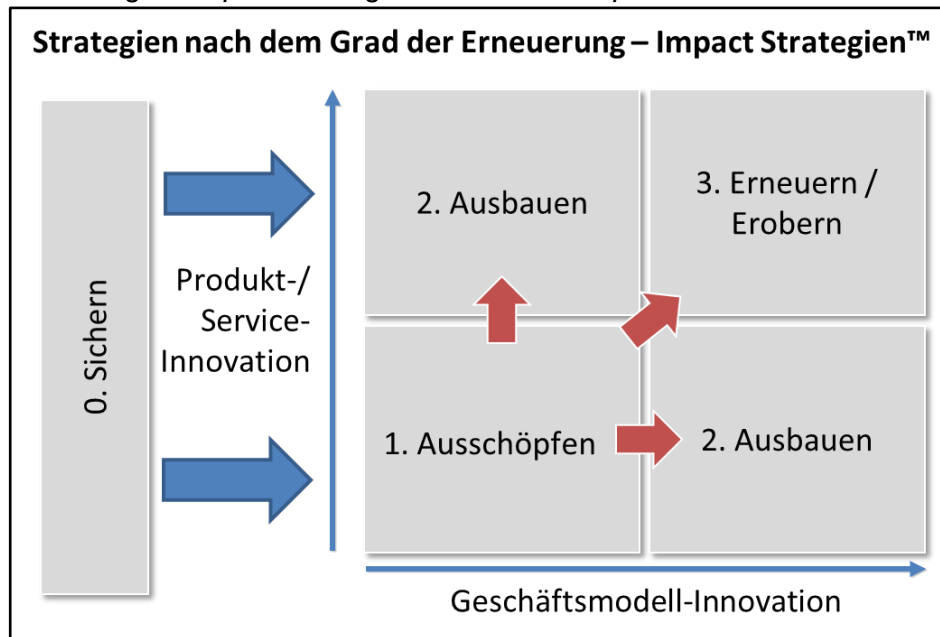 Strategien nach dem Grad der Erneuerung – Impact Strategien™
0. Sichern
Produkt-/
Service-
Innovation
2. Ausbauen
3. Erneuern /
Erobern
1. Ausschöpfen
2. Ausbauen
Geschäftsmodell-Innovation